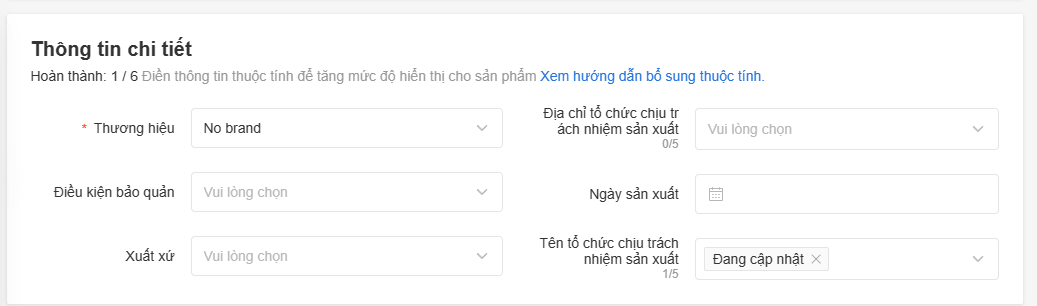 Thông tin chi tiết
Hoàn thành: 1 / 6 Điền thông tin thuộc tính để tăng mức độ hiển thị cho sản phẩm Xem hướng dẫn bổ sung thuộc tính.
* Thương hiệu
No brand
Địa chỉ tổ chức chịu tr
ách nhiệm sản xuất
0/5
Vui lòng chọn
Điều kiện bảo quản
Vui lòng chọn
Ngày sản xuất
Xuất xứ
Vui lòng chọn
Tên tổ chức chịu trách
nhiệm sản xuất
1/5
Đang cập nhật